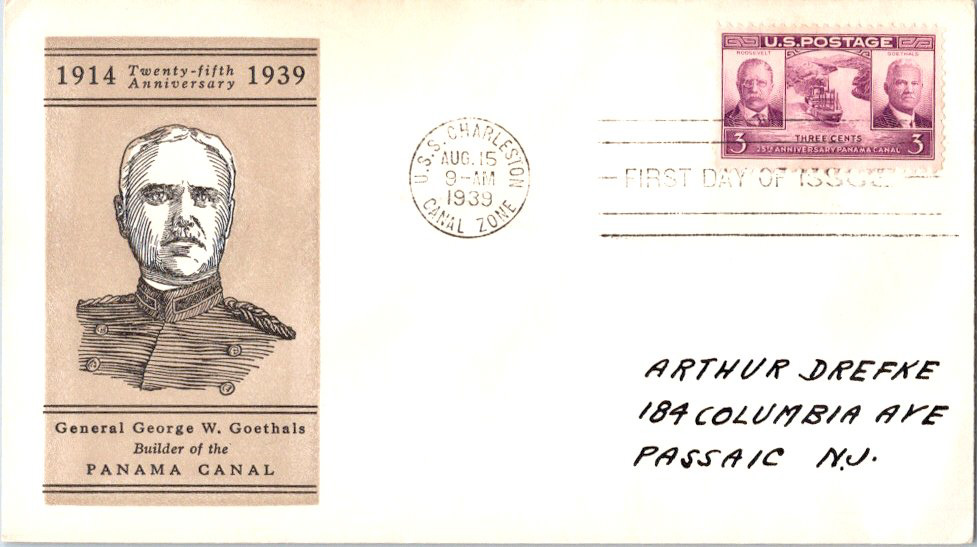 1914 Twenty-fifth Anniversary 1939
General George W. Goethals
Builder of the
PANAMA CANAL
U.S.S. CHARLESTON
AUG. 15
9-AM
1939
CANAL ZONE
U.S. POSTAGE
ROOSEVELT
GOETHALS
THREE CENTS
3 25TH ANNIVERSARY PANAMA CANAL 3
FIRST DAY OF ISSUE
ARTHUR DREFKE
184 COLUMBIA AVE
PASSAIC N.J.